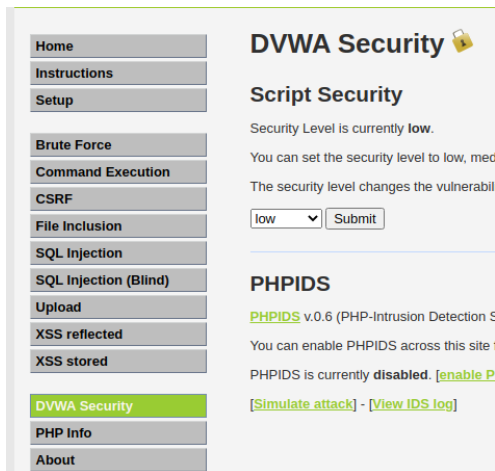 Home
Instructions
Setup
Brute Force
Command Execution
CSRF
File Inclusion
SQL Injection
SQL Injection (Blind)
Upload
XSS reflected
XSS stored
DVWA Security
PHP Info
About
DVWA Security
Script Security
Security Level is currently low.
You can set the security level to low, med
The security level changes the vulnerabil
low Submit
PHPIDS
PHPIDS v.0.6 (PHP-Intrusion Detection S
You can enable PHPIDS across this site
PHPIDS is currently disabled. [enable P
[Simulate attack] - [View IDS log]